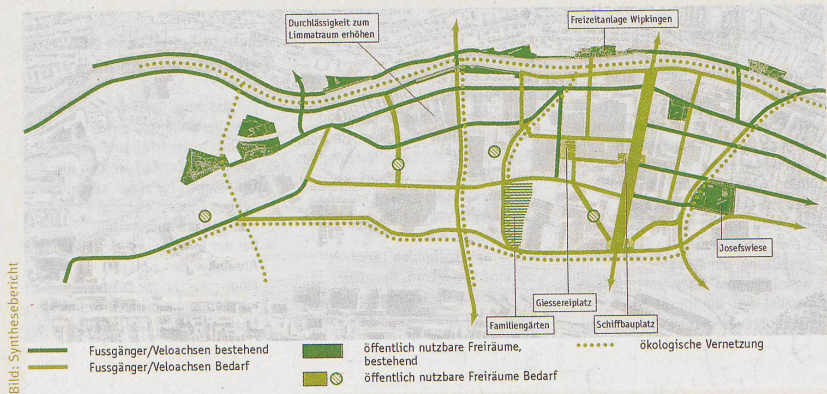 Durchlässigkeit zum
Limmatraum erhöhen
Freizeitanlage Wipkingen
Josefswiese
Giessereiplatz
Familiengärten
Schiffbauplatz
Bild: Synthesebericht
Fussgänger/Veloachsen bestehend
Fussgänger/Veloachsen Bedarf
öffentlich nutzbare Freiräume,
bestehend
öffentlich nutzbare Freiräume Bedarf
ökologische Vernetzung